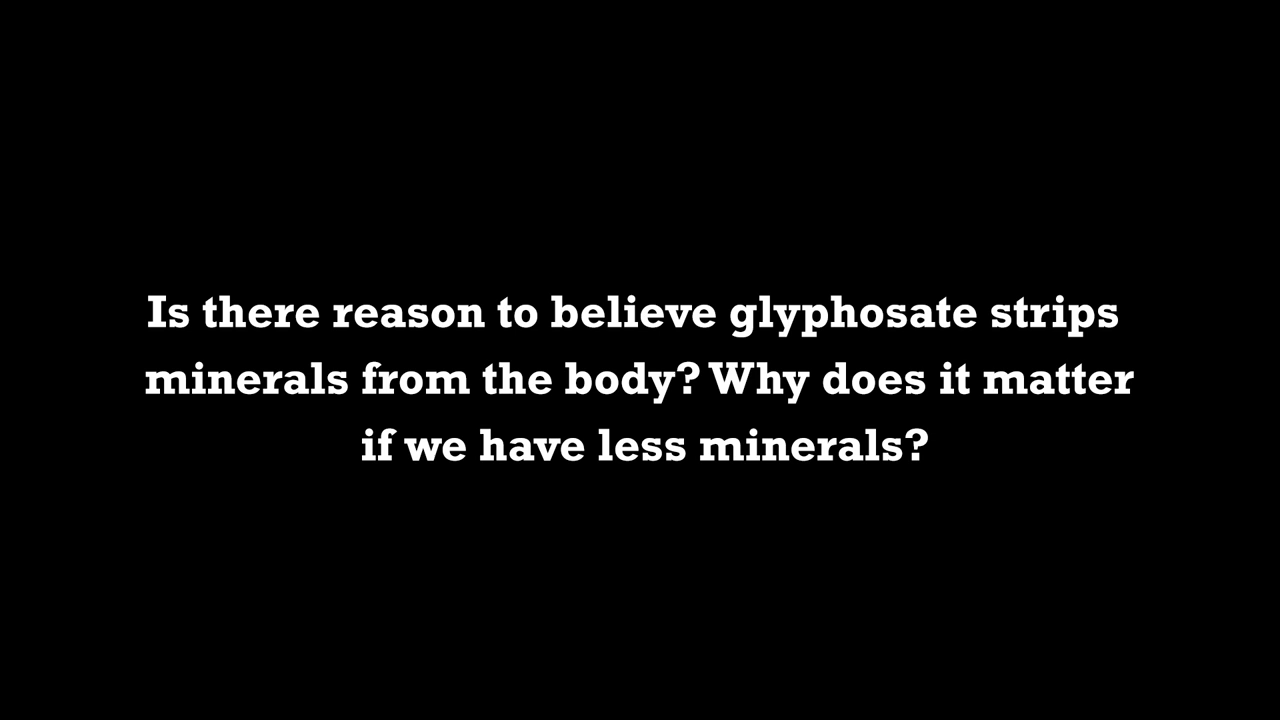 Is there reason to believe glyphosate strips
minerals from the body? Why does it matter
if we have less minerals?